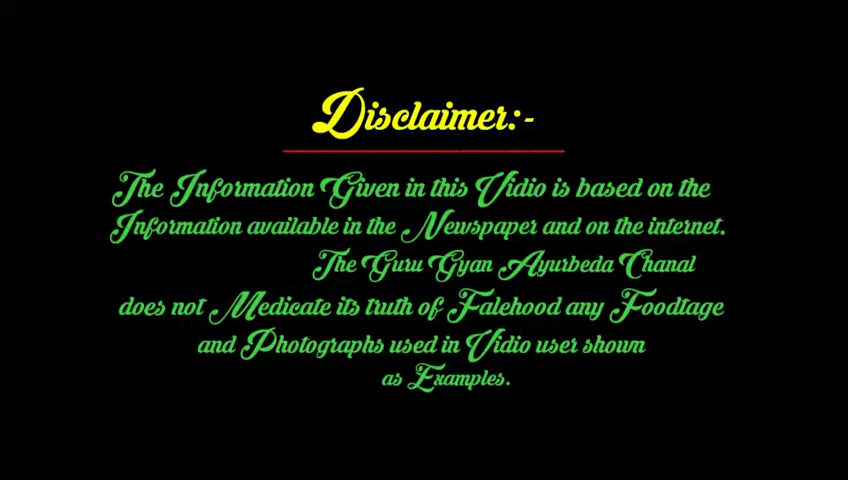 Disclaimer:-
The Information Given in this Vidio is based on the
Information available in the Newspaper and on the internet.
The Guru Gyan Ayurbeda Chanal
does not Medicate its truth of Falehood any Foodtage
and Photographs used in Vidio user shown
as Examples.